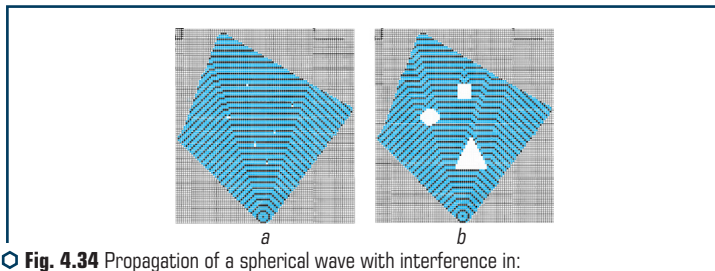 a b
Fig. 4.34 Propagation of a spherical wave with interference in: